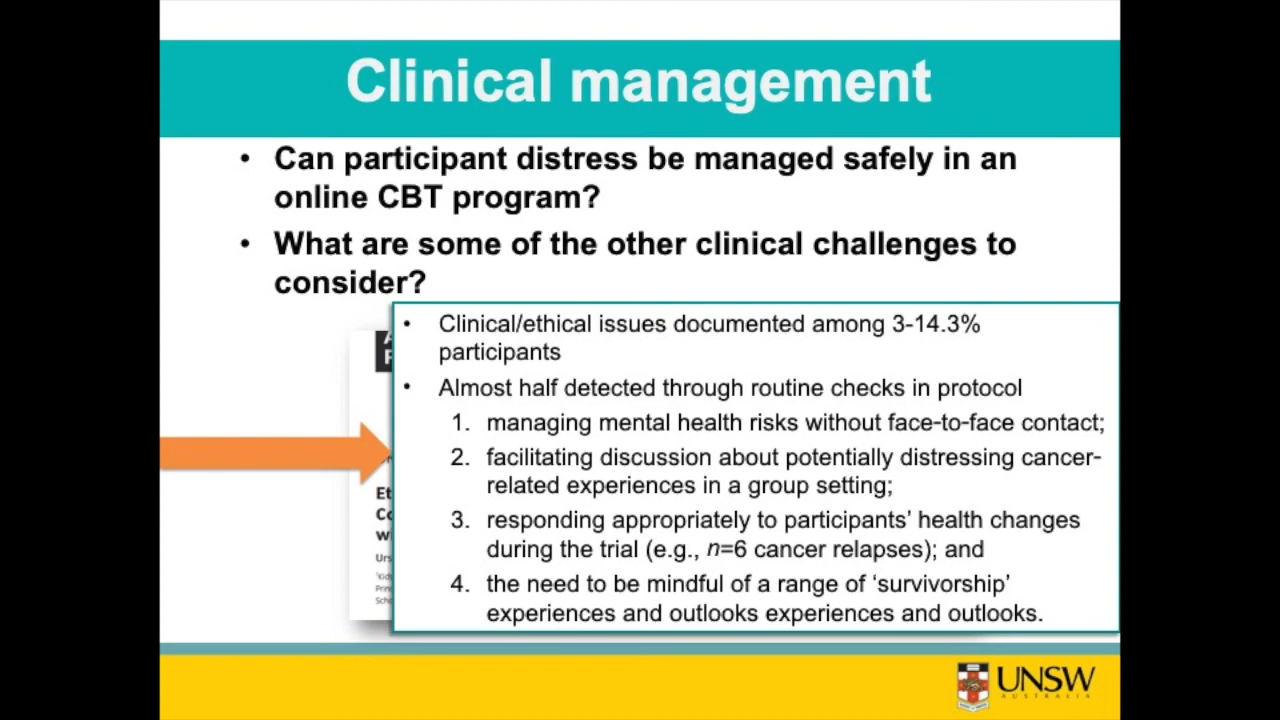 Clinical management
• Can participant distress be managed safely in an
online CBT program?
• What are some of the other clinical challenges to
consider?
• Clinical/ethical issues documented among 3-14.3%
participants
• Almost half detected through routine checks in protocol
1. managing mental health risks without face-to-face contact;
2. facilitating discussion about potentially distressing cancer-
related experiences in a group setting;
3. responding appropriately to participants’ health changes
during the trial (e.g., n=6 cancer relapses); and
4. the need to be mindful of a range of ‘survivorship’
experiences and outlooks experiences and outlooks.
UNSW
AUSTRALIA